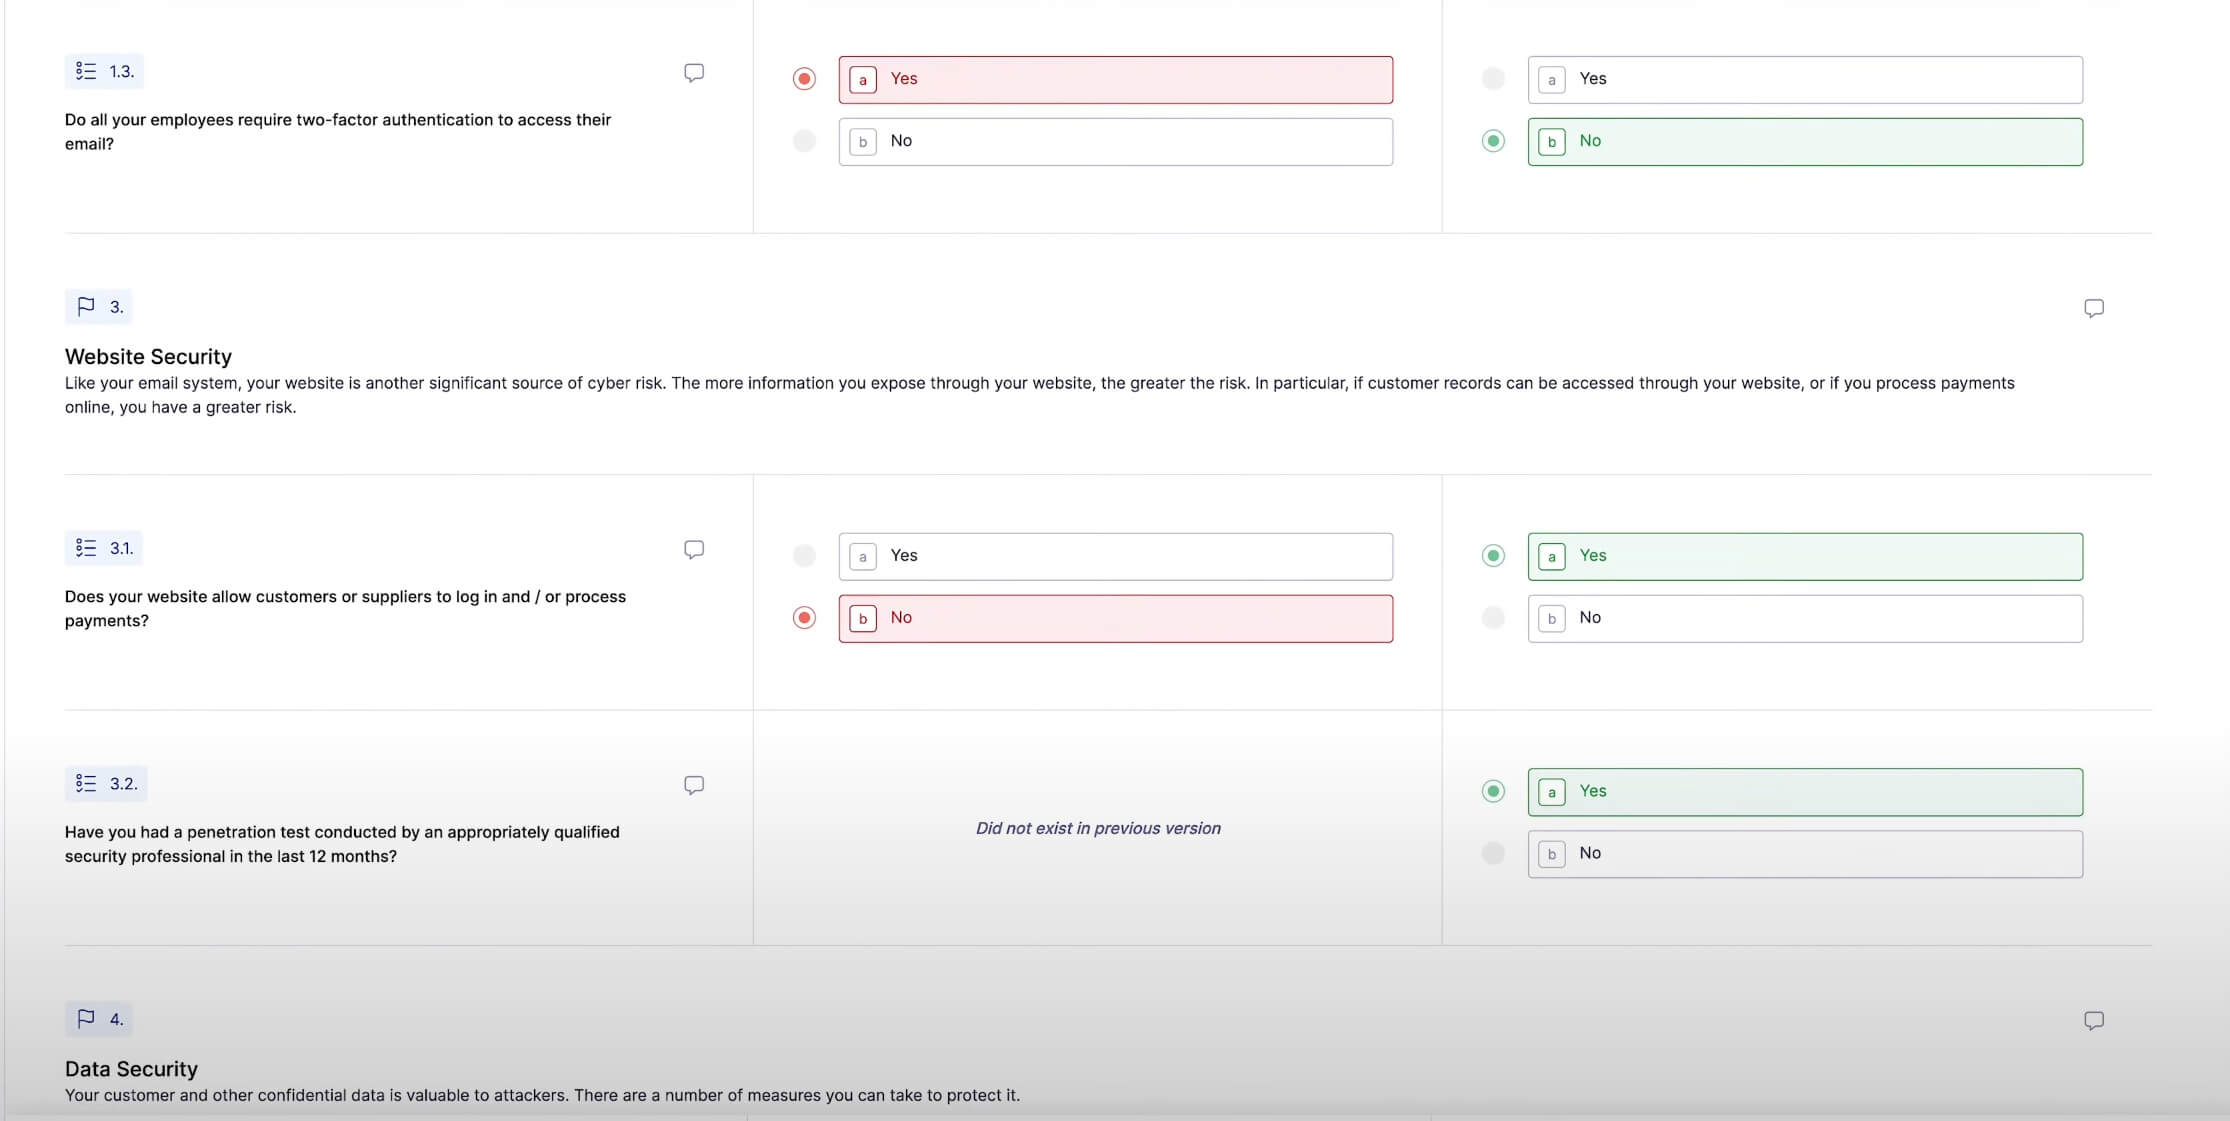 1.3.
Do all your employees require two-factor authentication to access their
email?
a Yes
b No
a Yes
b No
3.
Website Security
Like your email system, your website is another significant source of cyber risk. The more information you expose through your website, the greater the risk. In particular, if customer records can be accessed through your website, or if you process payments
online, you have a greater risk.
3.1.
Does your website allow customers or suppliers to log in and / or process
payments?
a Yes
b No
a Yes
b No
3.2.
Have you had a penetration test conducted by an appropriately qualified
security professional in the last 12 months?
Did not exist in previous version
a Yes
b No
4.
Data Security
Your customer and other confidential data is valuable to attackers. There are a number of measures you can take to protect it.